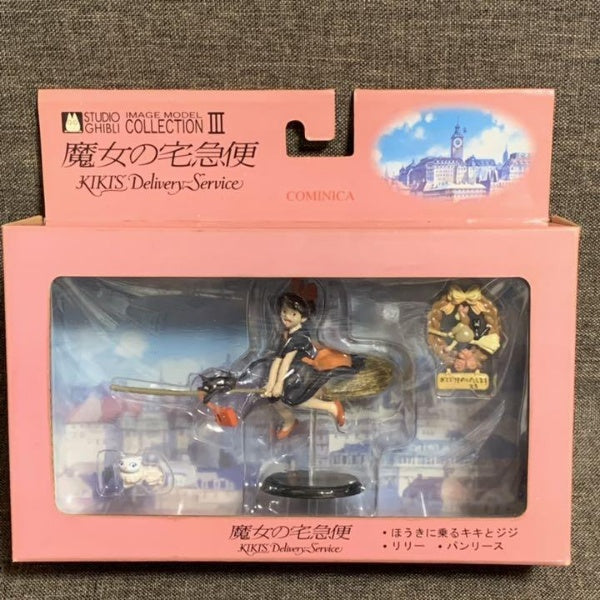 STUDIO GHIBLI IMAGE MODEL COLLECTION III
魔女の宅急便
KIKI'S Delivery Service
COMINICA
魔女の宅急便
KIKI'S Delivery Service
・ほうきに乗るキキとジジ
・リリー ・パンリース